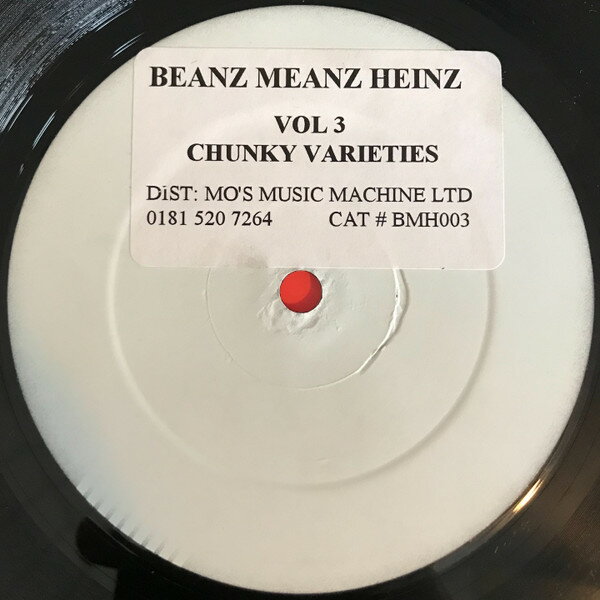 BEANZ MEANZ HEINZ
VOL 3
CHUNKY VARIETIES
DiST: MO'S MUSIC MACHINE LTD
0181 520 7264 CAT # BMH003